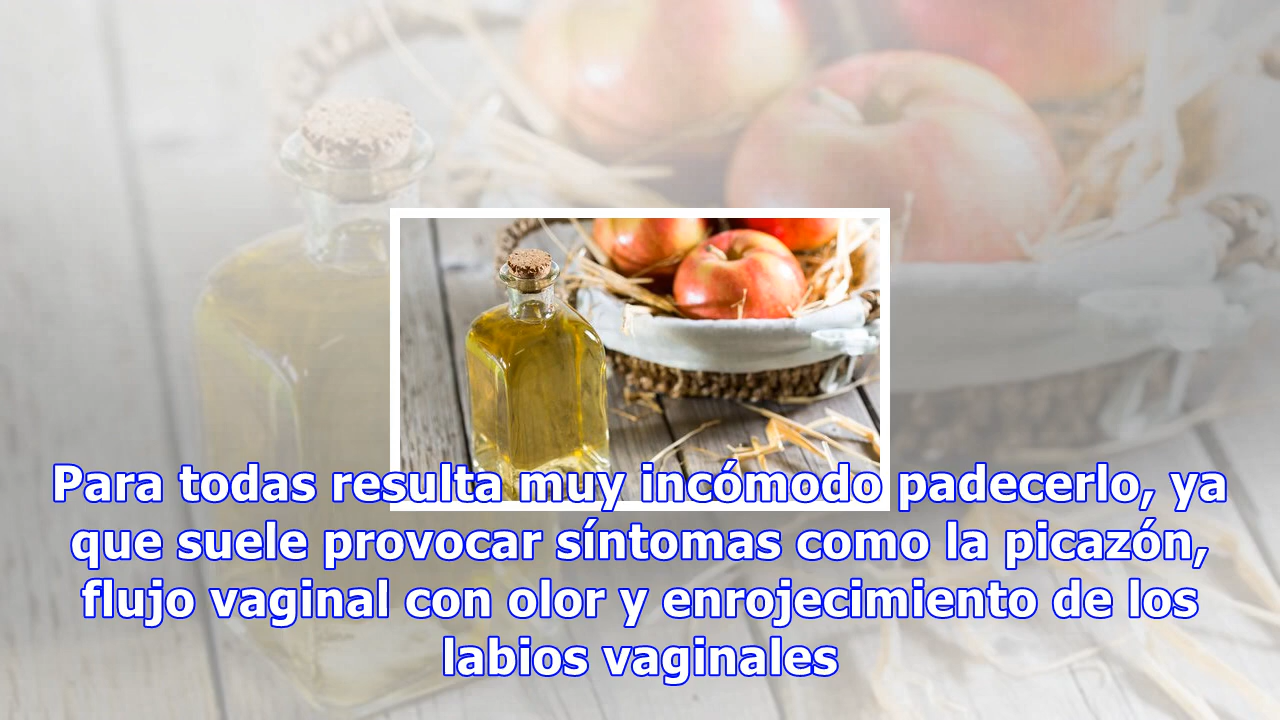 Para todas resulta muy incómodo padecerlo, ya
que suele provocar síntomas como la picazón,
flujo vaginal con olor y enrojecimiento de los
labios vaginales